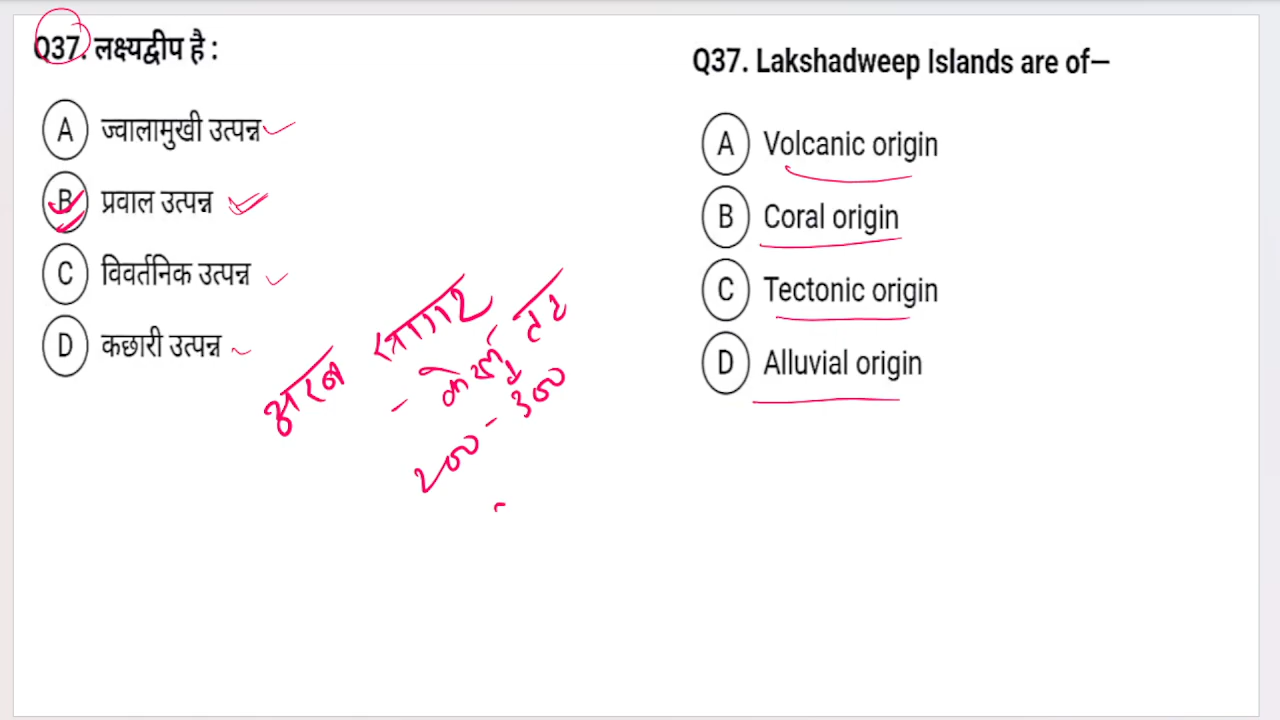 Q37. लक्ष्यद्वीप है :
A ज्वालामुखी उत्पन्न
B प्रवाल उत्पन्न
C विवर्तनिक उत्पन्न
D कछारी उत्पन्न
अरब सागर
- केरल तट
200 - 300
Q37. Lakshadweep Islands are of—
A Volcanic origin
B Coral origin
C Tectonic origin
D Alluvial origin